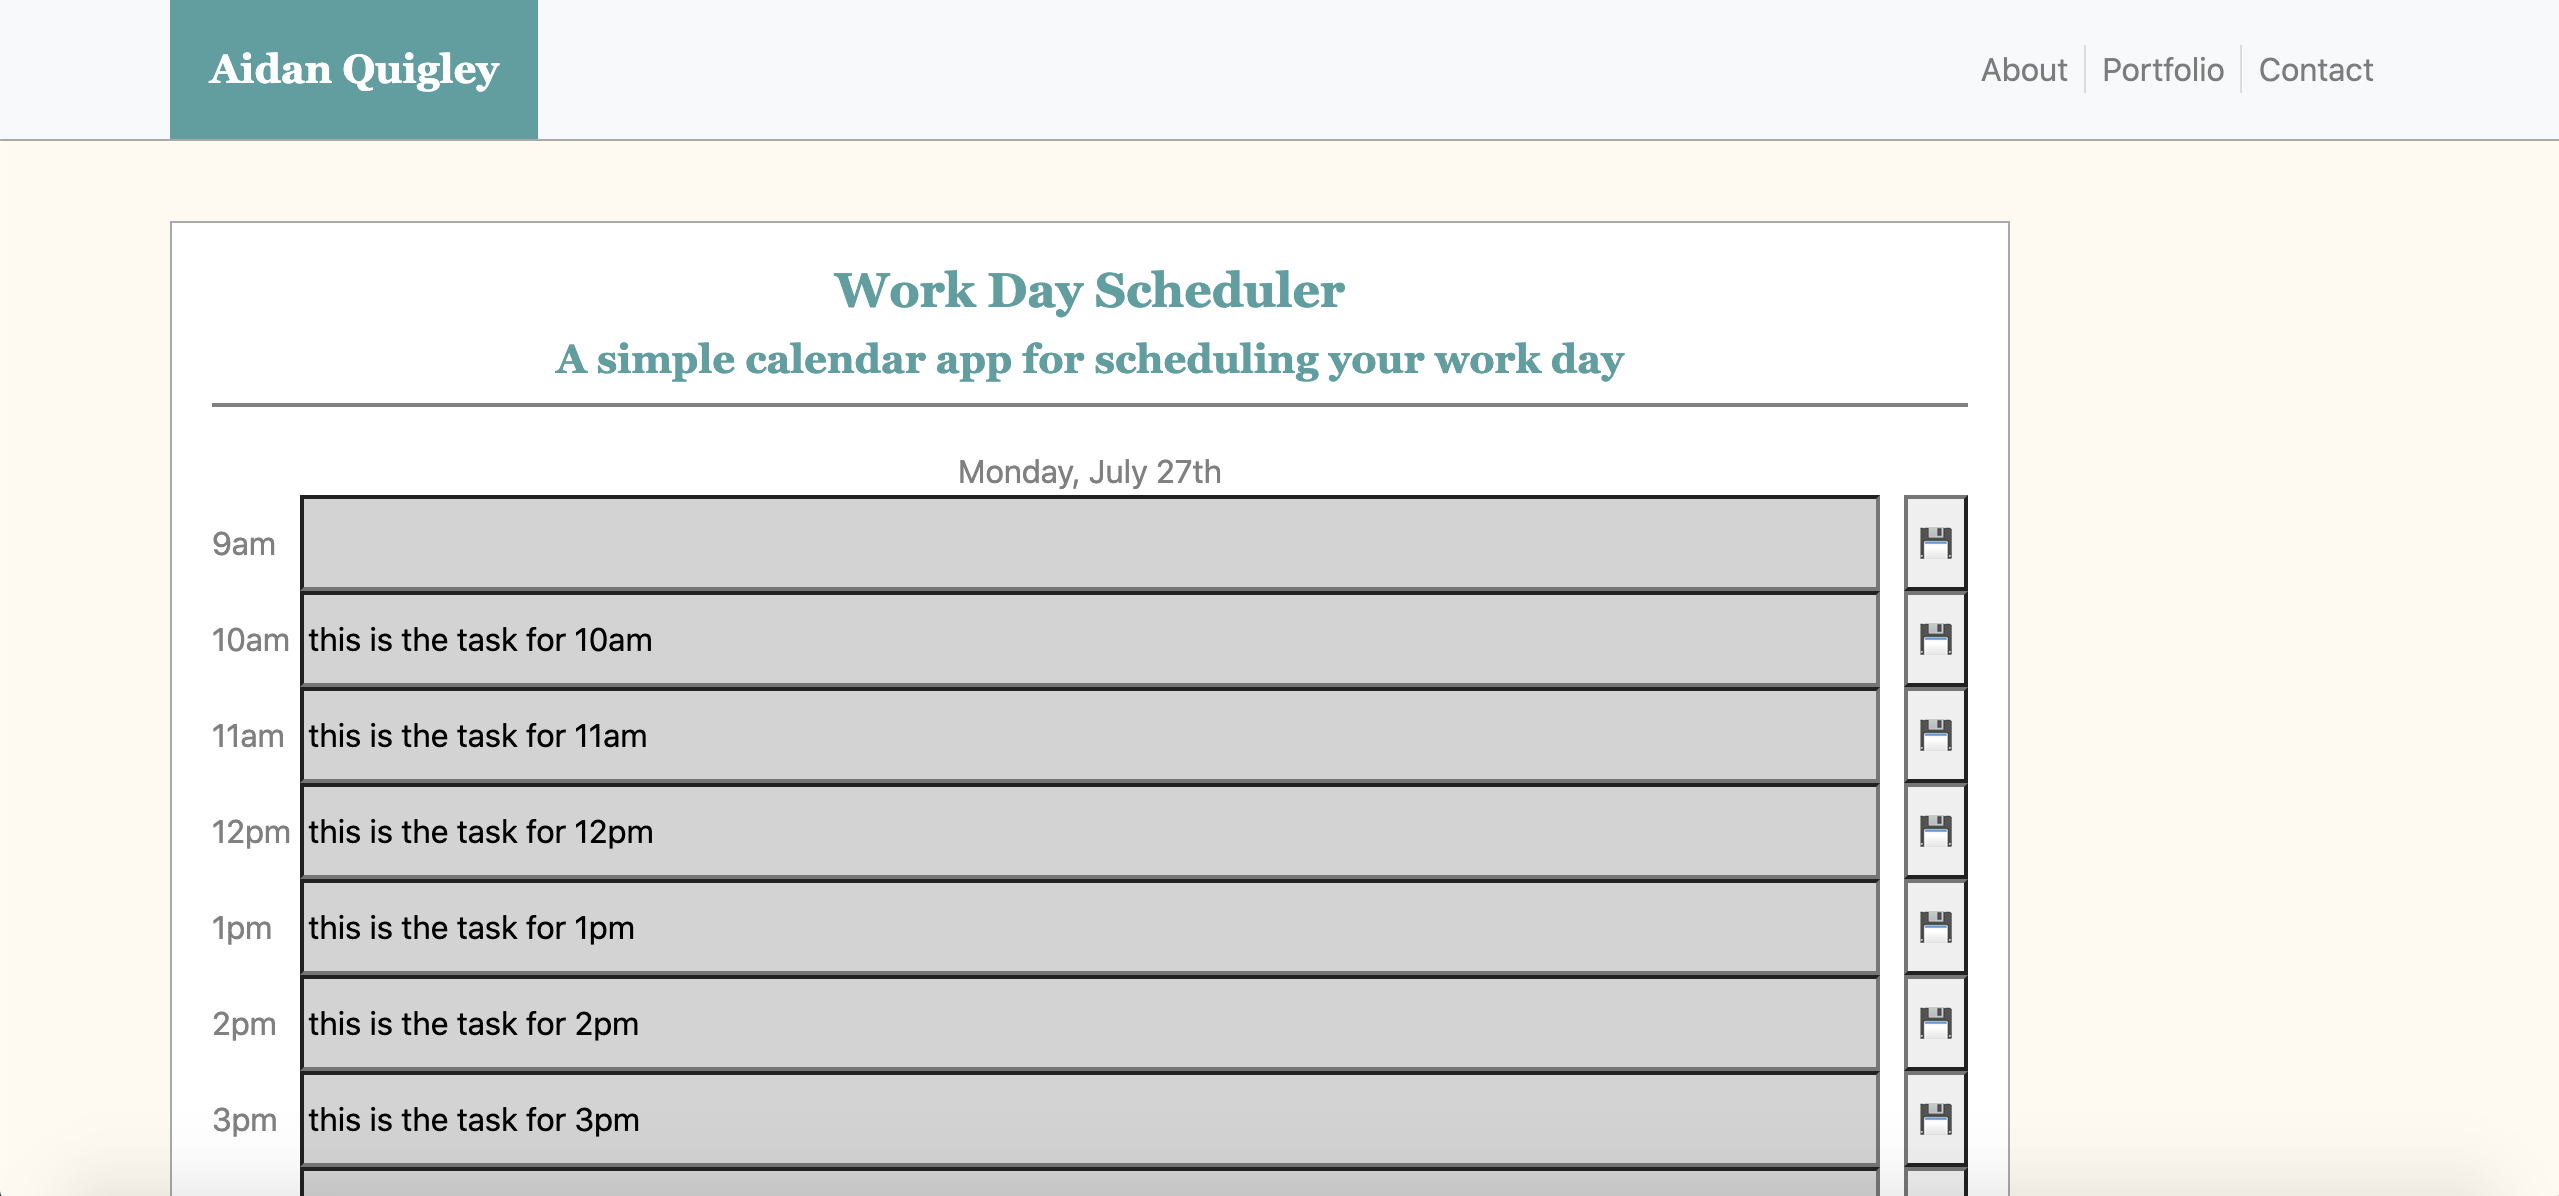 Aidan Quigley
About Portfolio Contact
Work Day Scheduler
A simple calendar app for scheduling your work day
Monday, July 27th
9am
10am this is the task for 10am
11am this is the task for 11am
12pm this is the task for 12pm
1pm this is the task for 1pm
2pm this is the task for 2pm
3pm this is the task for 3pm